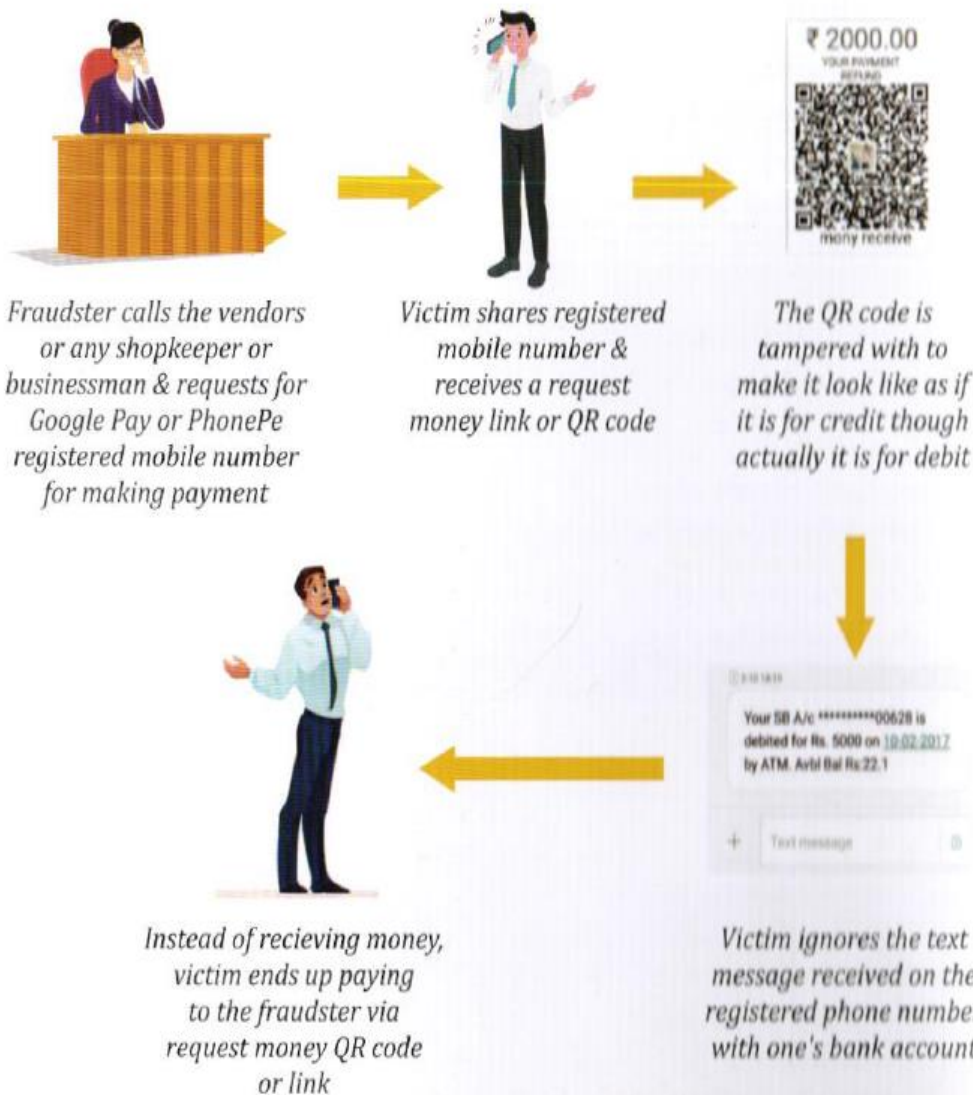 ₹ 2000.00
YOUR PAYMENT
REFUND
mony receive
Fraudster calls the vendors
or any shopkeeper or
businessman & requests for
Google Pay or PhonePe
registered mobile number
for making payment
Victim shares registered
mobile number &
receives a request
money link or QR code
The QR code is
tampered with to
make it look like as if
it is for credit though
actually it is for debit
Your SB A/c **********00628 is
debited for Rs. 5000 on 10-02-2017
by ATM. Avbl Bal Rs:22.1
+ Text message
Victim ignores the text
message received on the
registered phone number
with one's bank account
Instead of recieving money,
victim ends up paying
to the fraudster via
request money QR code
or link